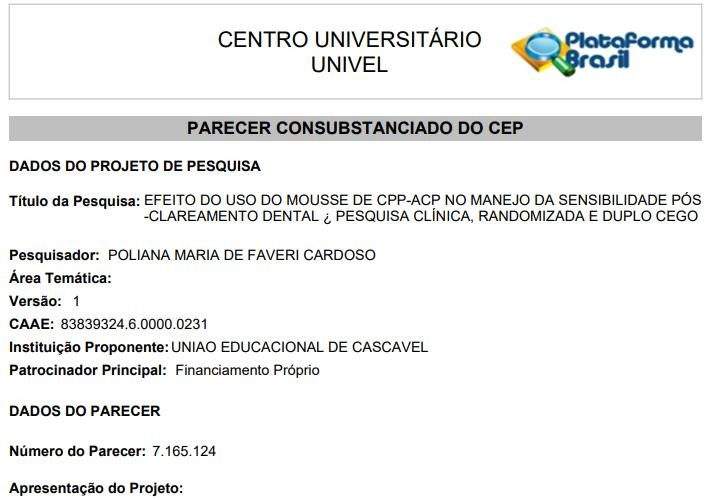 CENTRO UNIVERSITÁRIO
UNIVEL
Plataforma
Brasil
PARECER CONSUBSTANCIADO DO CEP
DADOS DO PROJETO DE PESQUISA
Título da Pesquisa: EFEITO DO USO DO MOUSSE DE CPP-ACP NO MANEJO DA SENSIBILIDADE PÓS
-CLAREAMENTO DENTAL ¿ PESQUISA CLÍNICA, RANDOMIZADA E DUPLO CEGO
Pesquisador: POLIANA MARIA DE FAVERI CARDOSO
Área Temática:
Versão: 1
CAAE: 83839324.6.0000.0231
Instituição Proponente: UNIAO EDUCACIONAL DE CASCAVEL
Patrocinador Principal: Financiamento Próprio
DADOS DO PARECER
Número do Parecer: 7.165.124
Apresentação do Projeto: